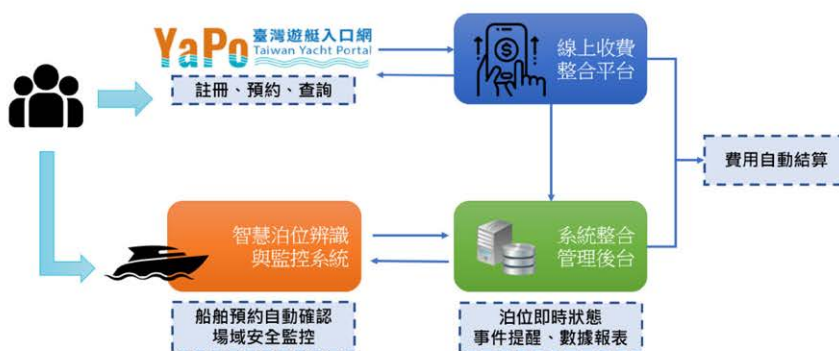 YaPo 臺灣遊艇入口網
Taiwan Yacht Portal
註冊、預約、查詢
線上收費
整合平台
費用自動結算
智慧泊位辨識
與監控系統
系統整合
管理後台
船舶預約自動確認
場域安全監控
泊位即時狀態
事件提醒、數據報表